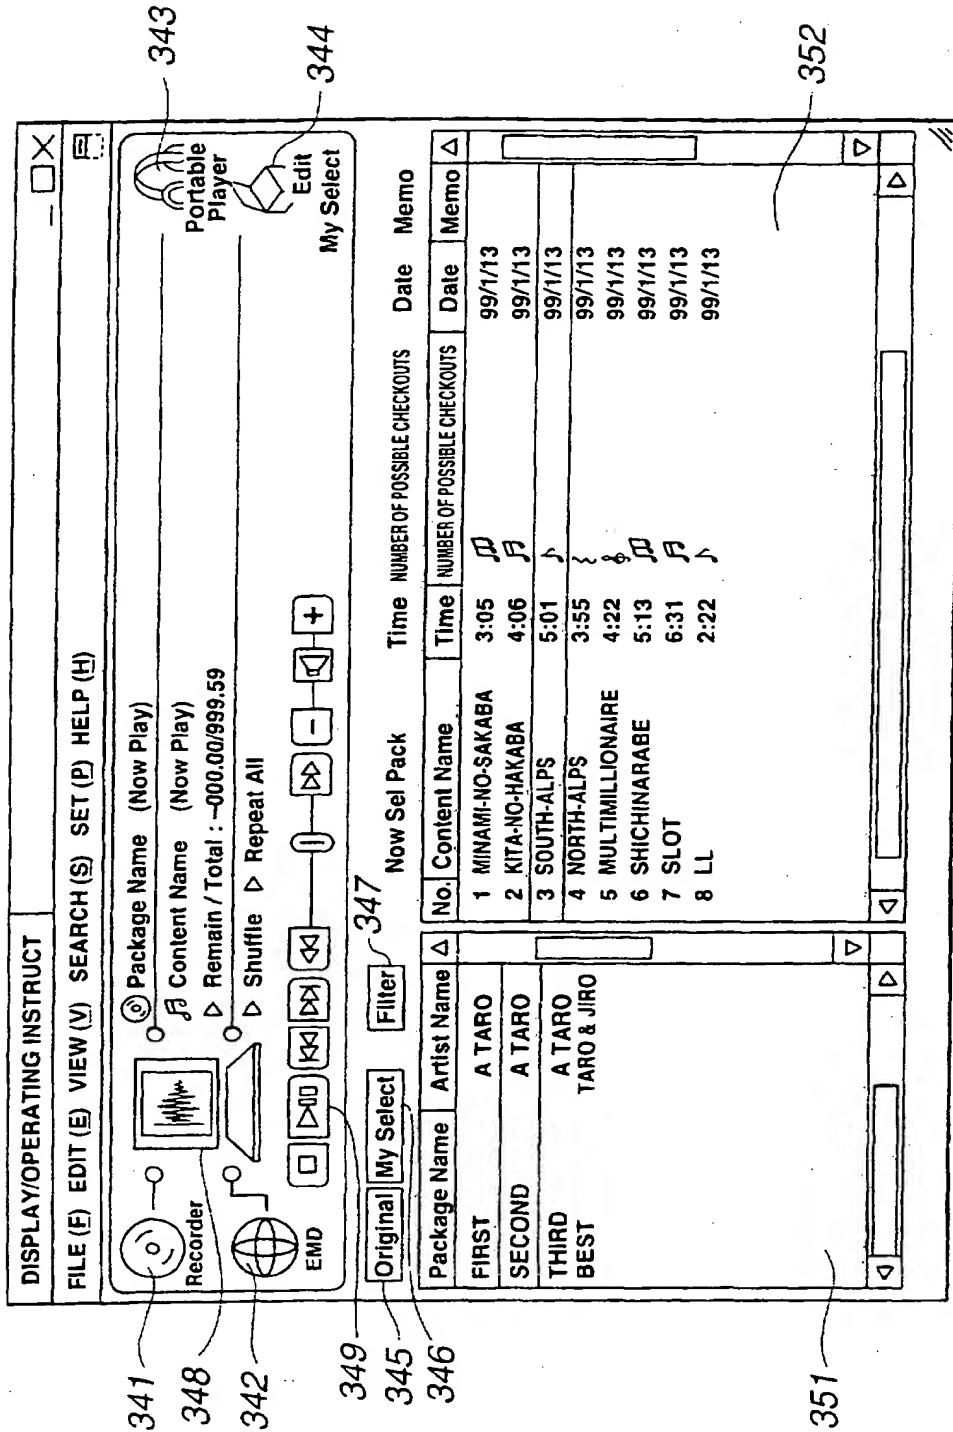 DISPLAY/OPERATING INSTRUCT
FILE (F) EDIT (E) VIEW (V) SEARCH (S) SET (P) HELP (H)
341
Recorder
348
342
EMD
Package Name (Now Play)
Content Name (Now Play)
Remain / Total : –000.00/999.59
Shuffle Repeat All
Portable
Player
343
Edit
My Select
344
349
345
Original
346
My Select
Filter
347
Now Sel Pack Time NUMBER OF POSSIBLE CHECKOUTS Date Memo
Package Name Artist Name
FIRST A TARO
SECOND A TARO
THIRD A TARO
BEST TARO & JIRO
351
No. Content Name Time NUMBER OF POSSIBLE CHECKOUTS Date Memo
1 MINAMI-NO-SAKABA 3:05 99/1/13
2 KITA-NO-HAKABA 4:06 99/1/13
3 SOUTH-ALPS 5:01 99/1/13
4 NORTH-ALPS 3:55 99/1/13
5 MULTIMILLIONAIRE 4:22 99/1/13
6 SHICHINARABE 5:13 99/1/13
7 SLOT 6:31 99/1/13
8 LL 2:22 99/1/13
352